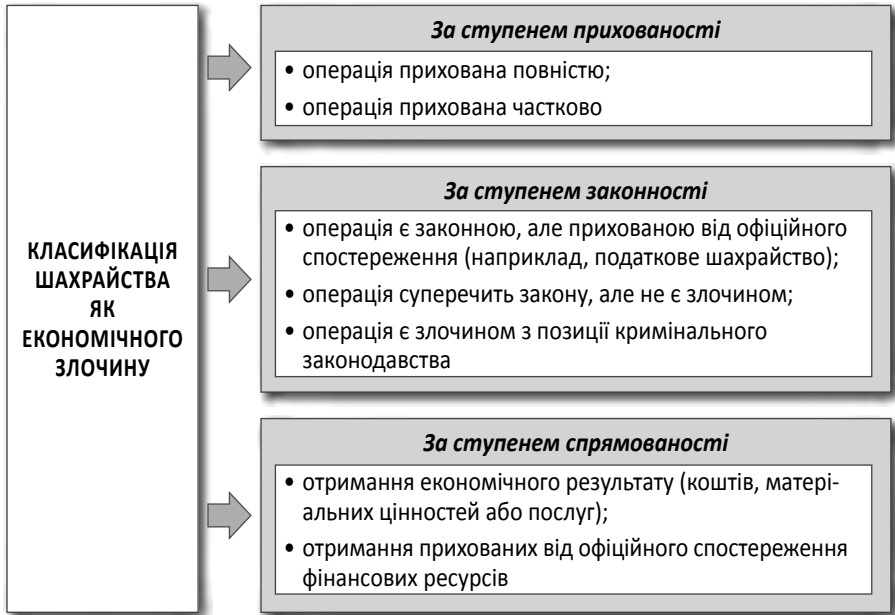 КЛАСИФІКАЦІЯ
ШАХРАЙСТВА
ЯК
ЕКОНОМІЧНОГО
ЗЛОЧИНУ
За ступенем прихованості
• операція прихована повністю;
• операція прихована частково
За ступенем законності
• операція є законною, але прихованою від офіційного
спостереження (наприклад, податкове шахрайство);
• операція суперечить закону, але не є злочином;
• операція є злочином з позиції кримінального
законодавства
За ступенем спрямованості
• отримання економічного результату (коштів, матері-
альних цінностей або послуг);
• отримання прихованих від офіційного спостереження
фінансових ресурсів